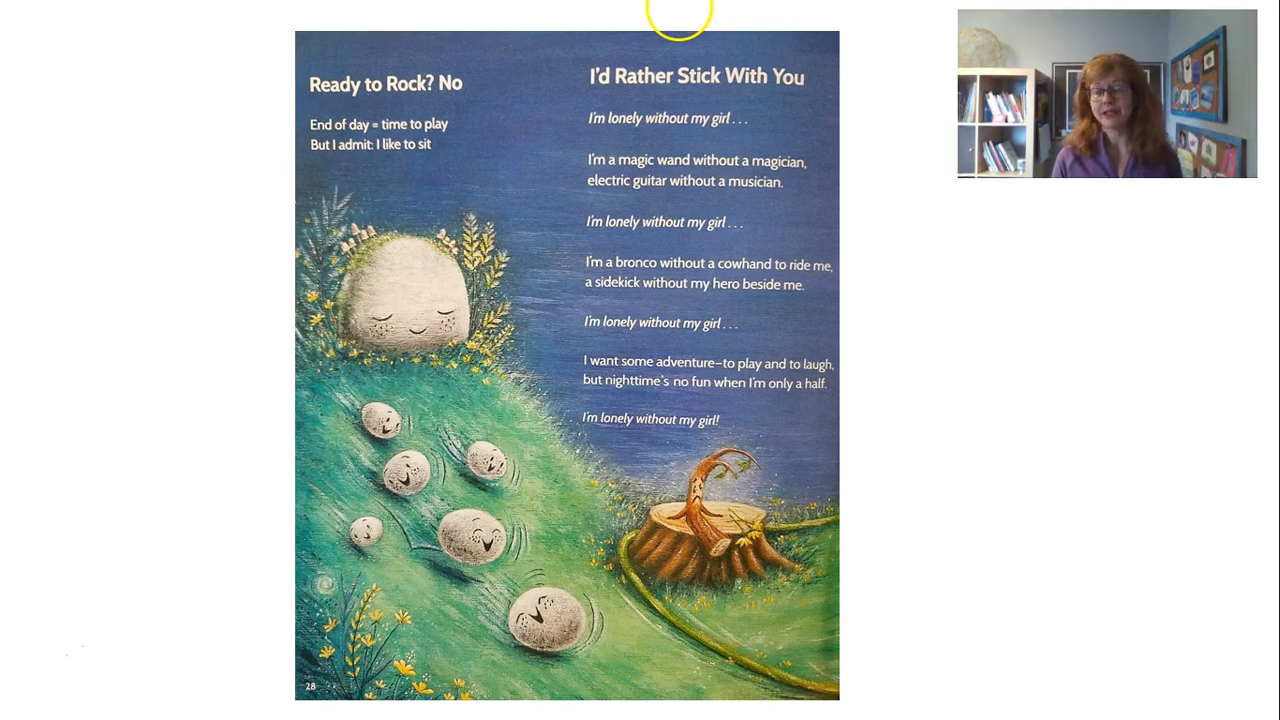 Ready to Rock? No
End of day = time to play
But I admit: I like to sit
I'd Rather Stick With You
I'm lonely without my girl . . .
I'm a magic wand without a magician,
electric guitar without a musician.
I'm lonely without my girl . . .
I'm a bronco without a cowhand to ride me,
a sidekick without my hero beside me.
I'm lonely without my girl . . .
I want some adventure—to play and to laugh,
but nighttime's no fun when I'm only a half.
I'm lonely without my girl!
28